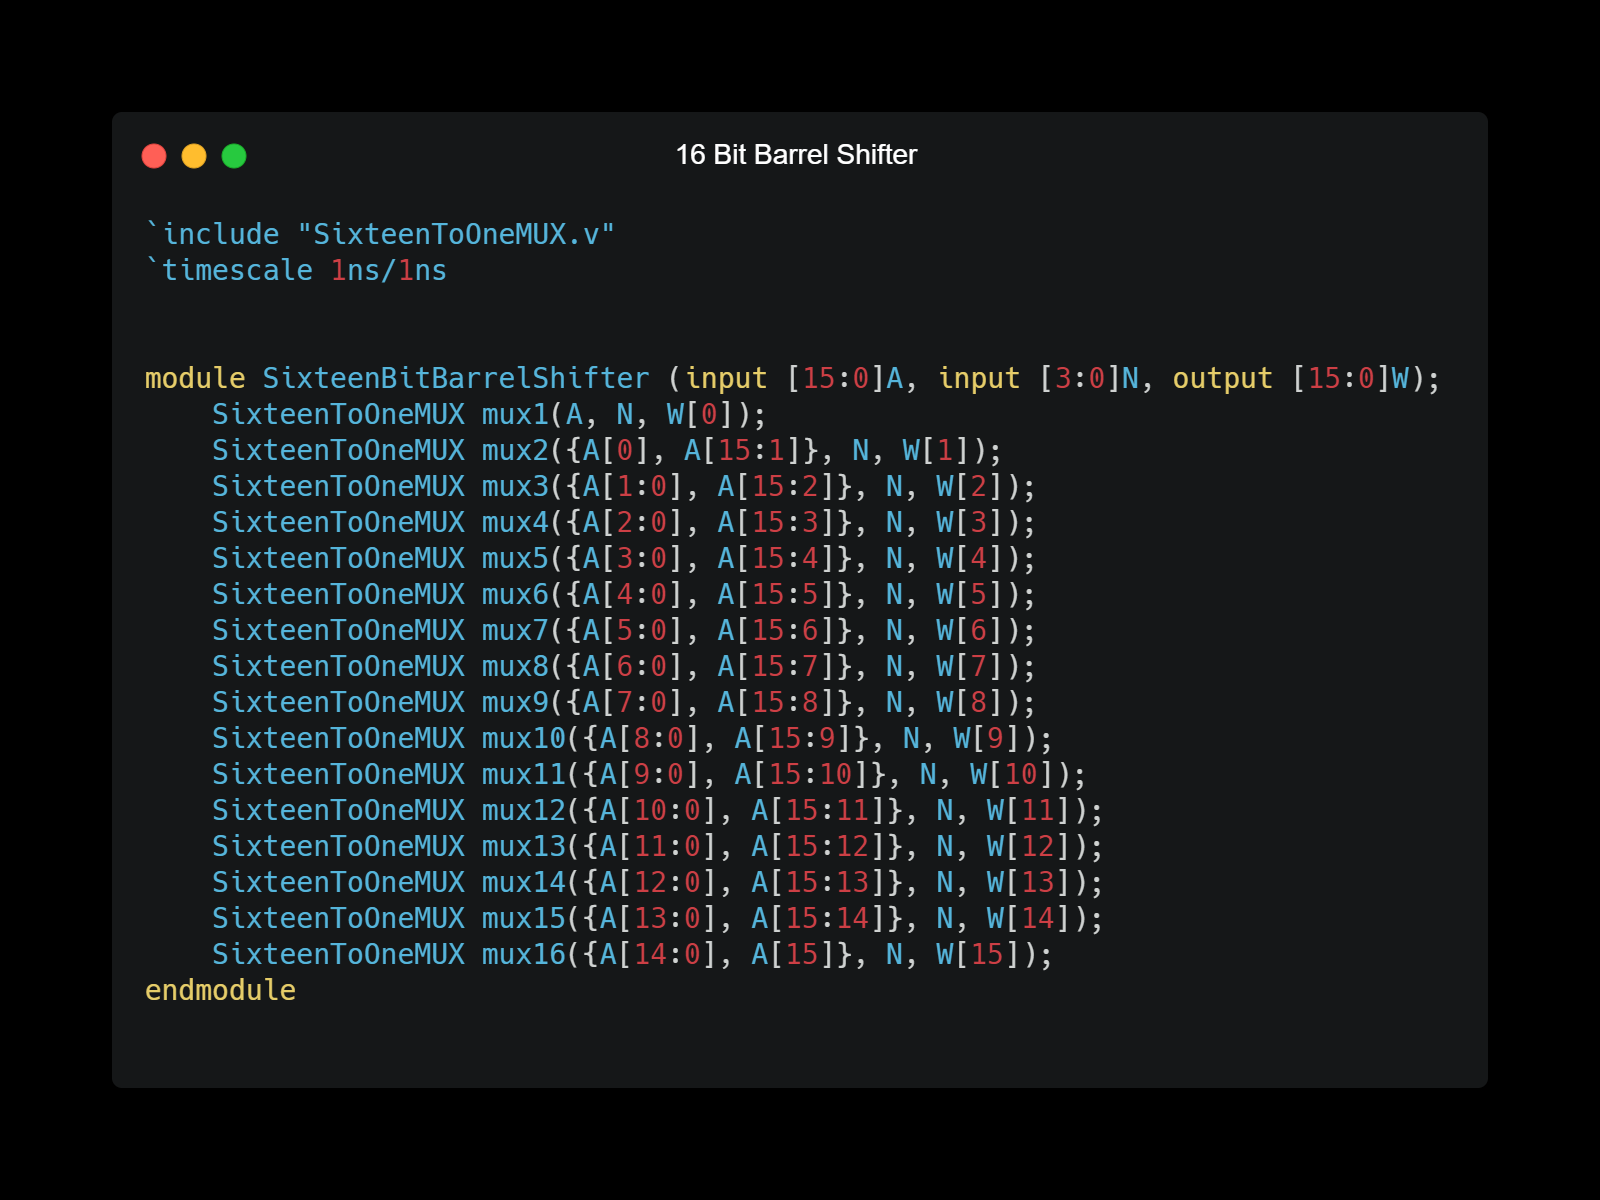 16 Bit Barrel Shifter
`include "SixteenToOneMUX.v"
`timescale 1ns/1ns
module SixteenBitBarrelShifter (input [15:0]A, input [3:0]N, output [15:0]W);
    SixteenToOneMUX mux1(A, N, W[0]);
    SixteenToOneMUX mux2({A[0], A[15:1]}, N, W[1]);
    SixteenToOneMUX mux3({A[1:0], A[15:2]}, N, W[2]);
    SixteenToOneMUX mux4({A[2:0], A[15:3]}, N, W[3]);
    SixteenToOneMUX mux5({A[3:0], A[15:4]}, N, W[4]);
    SixteenToOneMUX mux6({A[4:0], A[15:5]}, N, W[5]);
    SixteenToOneMUX mux7({A[5:0], A[15:6]}, N, W[6]);
    SixteenToOneMUX mux8({A[6:0], A[15:7]}, N, W[7]);
    SixteenToOneMUX mux9({A[7:0], A[15:8]}, N, W[8]);
    SixteenToOneMUX mux10({A[8:0], A[15:9]}, N, W[9]);
    SixteenToOneMUX mux11({A[9:0], A[15:10]}, N, W[10]);
    SixteenToOneMUX mux12({A[10:0], A[15:11]}, N, W[11]);
    SixteenToOneMUX mux13({A[11:0], A[15:12]}, N, W[12]);
    SixteenToOneMUX mux14({A[12:0], A[15:13]}, N, W[13]);
    SixteenToOneMUX mux15({A[13:0], A[15:14]}, N, W[14]);
    SixteenToOneMUX mux16({A[14:0], A[15]}, N, W[15]);
endmodule